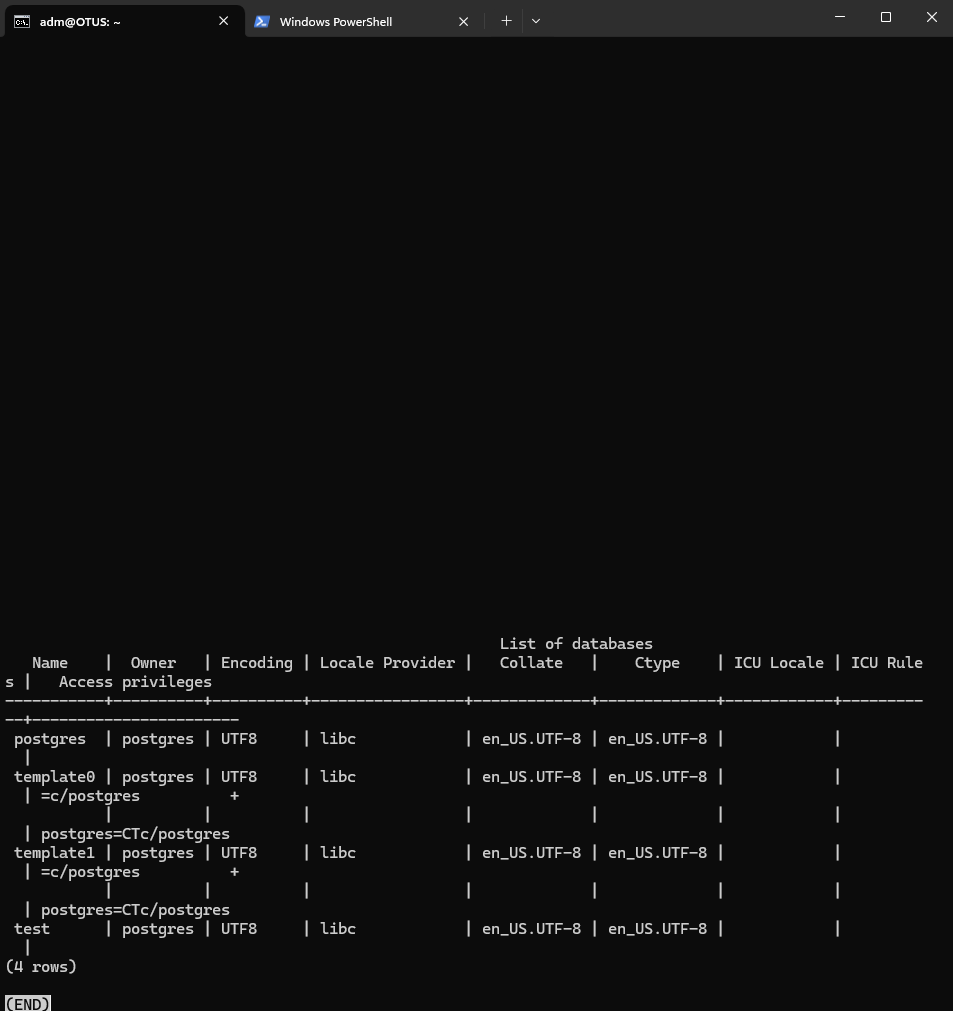 adm@OTUS: ~
Windows PowerShell
List of databases
Name | Owner | Encoding | Locale Provider | Collate | Ctype | ICU Locale | ICU Rule
s | Access privileges
-----------+----------+----------+-----------------+-------------+-------------+------------+---------
--+-----------------------
postgres | postgres | UTF8 | libc | en_US.UTF-8 | en_US.UTF-8 | |
|
template0 | postgres | UTF8 | libc | en_US.UTF-8 | en_US.UTF-8 | |
| =c/postgres +
| | | | | | |
| postgres=CTc/postgres
template1 | postgres | UTF8 | libc | en_US.UTF-8 | en_US.UTF-8 | |
| =c/postgres +
| | | | | | |
| postgres=CTc/postgres
test | postgres | UTF8 | libc | en_US.UTF-8 | en_US.UTF-8 | |
|
(4 rows)
(END)